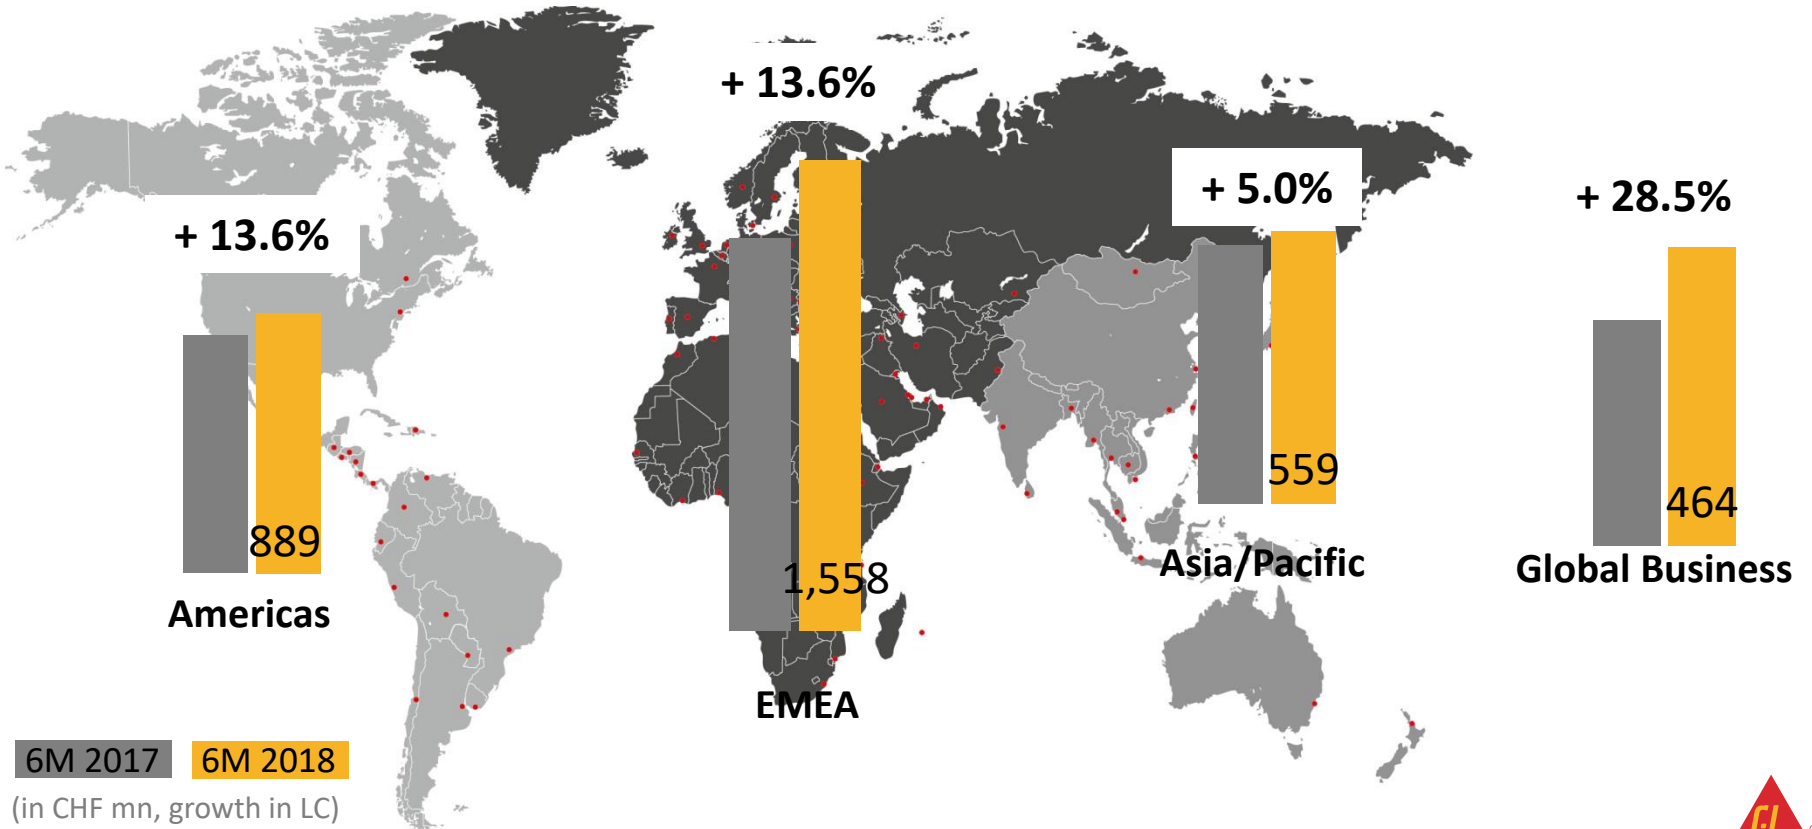 + 13.6%
+ 13.6%
+ 5.0%
+ 28.5%
889
1,558
559
464
Americas
EMEA
Asia/Pacific
Global Business
6M 2017
6M 2018
(in CHF mn, growth in LC)